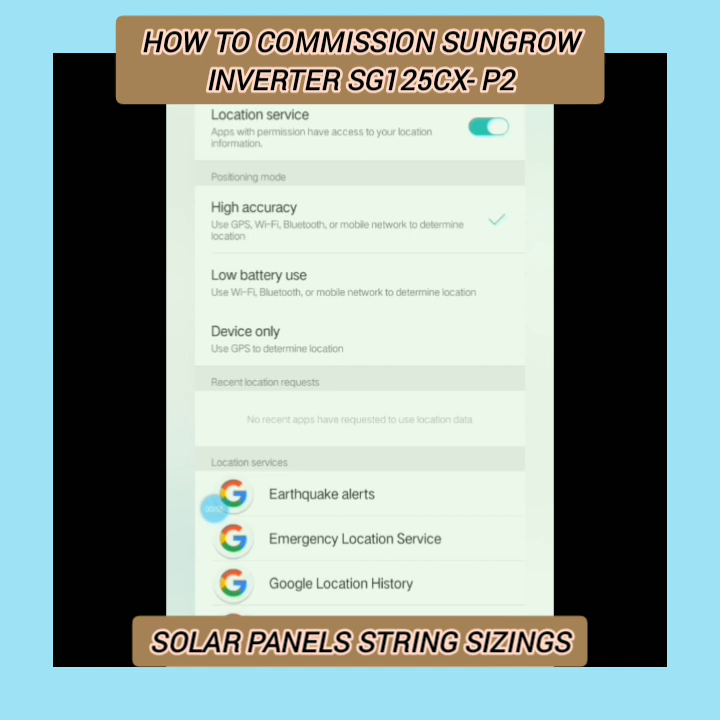 HOW TO COMMISSION SUNGROW
INVERTER SG125CX- P2
Location service
Apps with permission have access to your location
information.
Positioning mode
High accuracy
Use GPS, Wi-Fi, Bluetooth, or mobile network to determine
location
Low battery use
Use Wi-Fi, Bluetooth, or mobile network to determine location
Device only
Use GPS to determine location
Recent location requests
No recent apps have requested to use location data
Location services
Earthquake alerts
Emergency Location Service
Google Location History
SOLAR PANELS STRING SIZINGS